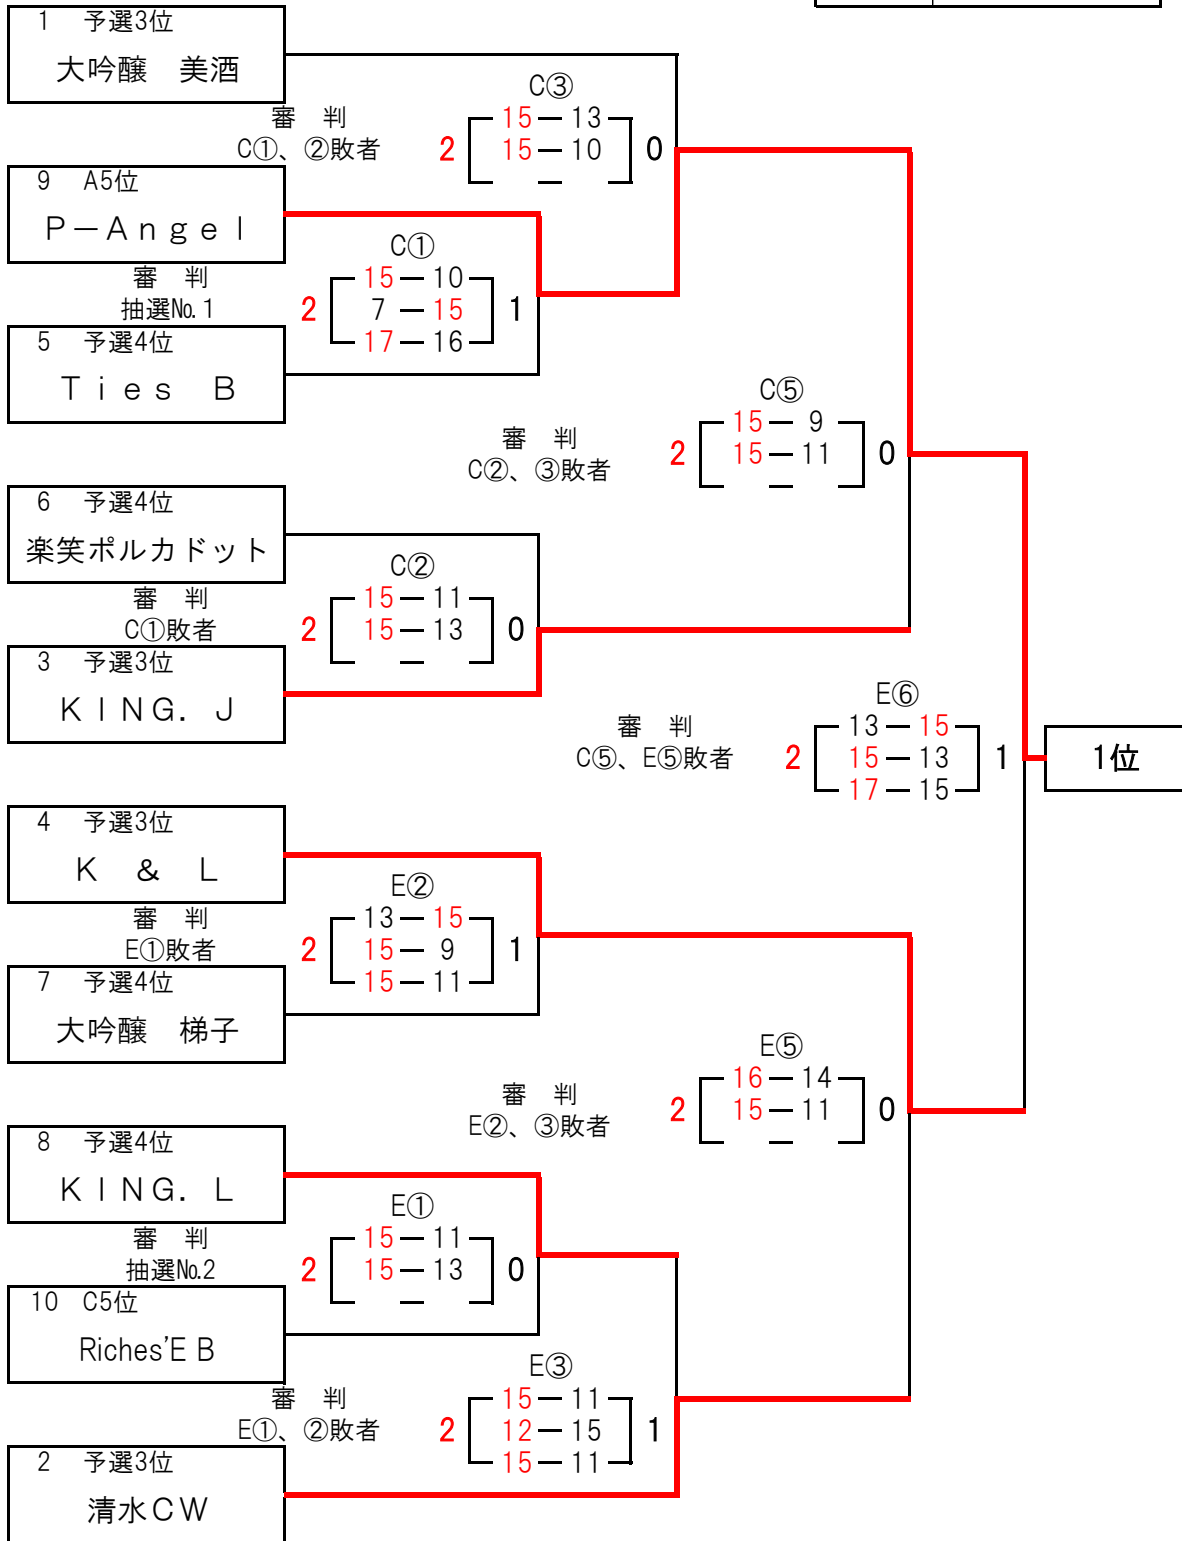 1 予選3位
大吟醸 美酒
C③
審 判
C①、②敗者
2 15 — 13 0
15 — 10
—
9 A5位
P－Angel
審 判
抽選No.1
C①
2 15 — 10 1
7 — 15
17 — 16
5 予選4位
Ties B
C⑤
審 判
C②、③敗者
2 15 — 9 0
15 — 11
—
6 予選4位
楽笑ポルカドット
審 判
C①敗者
C②
2 15 — 11 0
15 — 13
—
3 予選3位
KING. J
E⑥
審 判
C⑤、E⑤敗者
2 13 — 15 1
15 — 13
17 — 15
1位
4 予選3位
K & L
審 判
E①敗者
E②
2 13 — 15 1
15 — 9
15 — 11
7 予選4位
大吟醸 梯子
E⑤
審 判
E②、③敗者
2 16 — 14 0
15 — 11
—
8 予選4位
KING. L
審 判
抽選No.2
E①
2 15 — 11 0
15 — 13
—
10 C5位
Riches’E B
E③
審 判
E①、②敗者
2 15 — 11 1
12 — 15
15 — 11
2 予選3位
清水CW